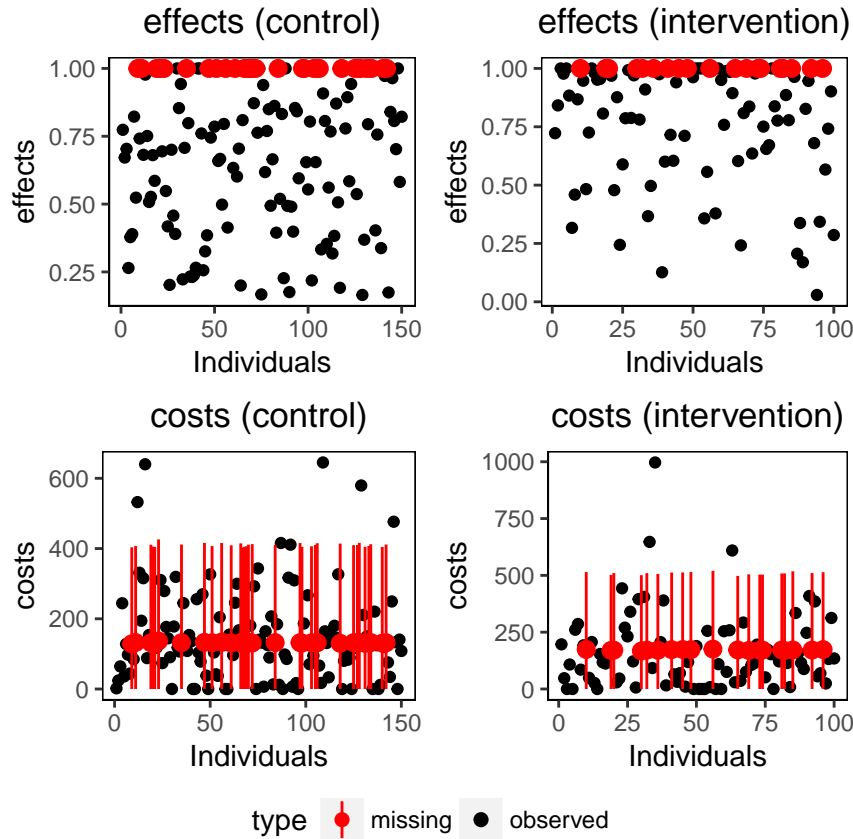 effects (control)
effects (intervention)
effects
1.00
0.75
0.50
0.25
0 50 100 150
Individuals
effects
1.00
0.75
0.50
0.25
0.00
0 25 50 75 100
Individuals
costs (control)
costs (intervention)
costs
600
400
200
0
0 50 100 150
Individuals
costs
1000
750
500
250
0
0 25 50 75 100
Individuals
type missing observed